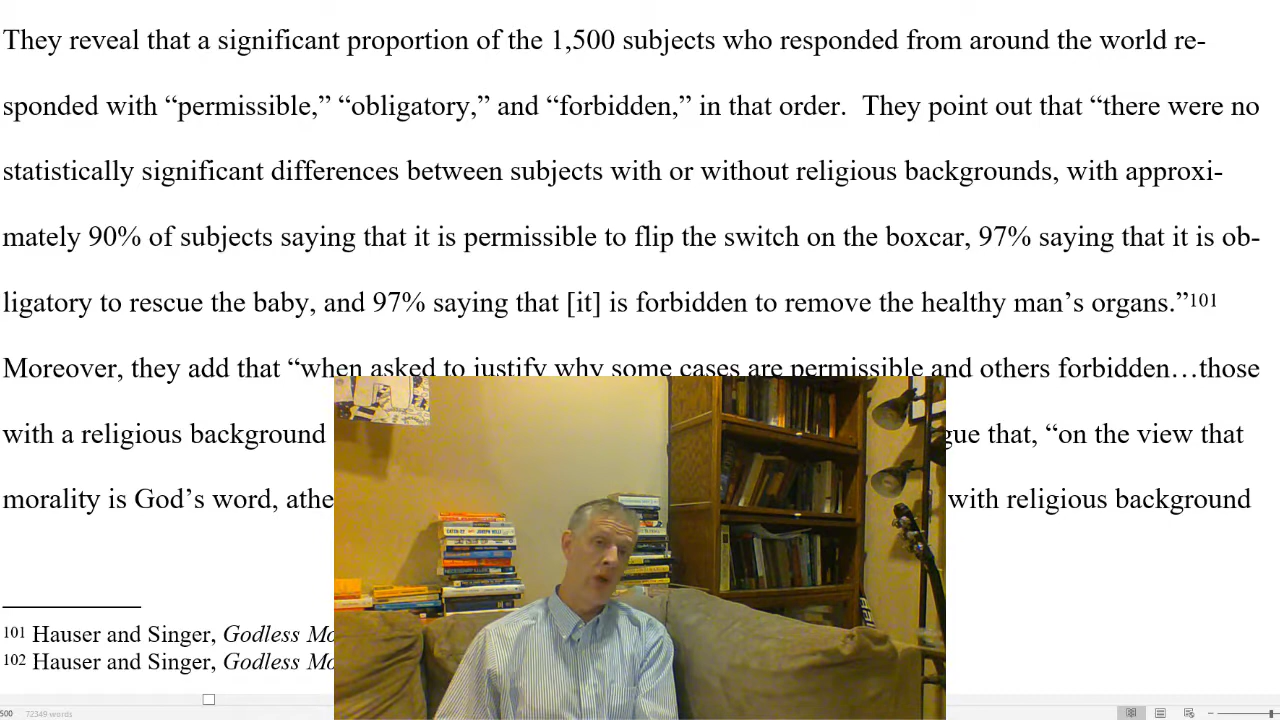 They reveal that a significant proportion of the 1,500 subjects who responded from around the world re-
sponded with “permissible,” “obligatory,” and “forbidden,” in that order.  They point out that “there were no
statistically significant differences between subjects with or without religious backgrounds, with approxi-
mately 90% of subjects saying that it is permissible to flip the switch on the boxcar, 97% saying that it is ob-
ligatory to rescue the baby, and 97% saying that [it] is forbidden to remove the healthy man’s organs.”101
Moreover, they add that “when asked to justify why some cases are permissible and others forbidden…those
with a religious background gue that, “on the view that
morality is God’s word, athe with religious background
101 Hauser and Singer, Godless Mo
102 Hauser and Singer, Godless Mo
500 72349 words